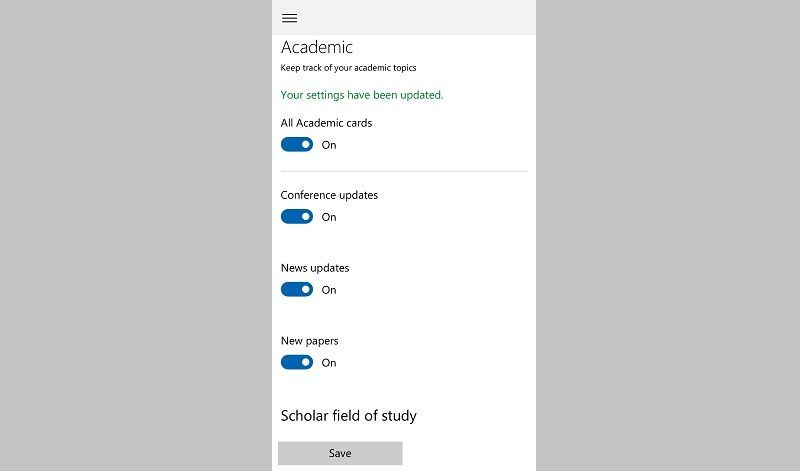 Academic
Keep track of your academic topics
Your settings have been updated.
All Academic cards
On
Conference updates
On
News updates
On
New papers
On
Scholar field of study
Save